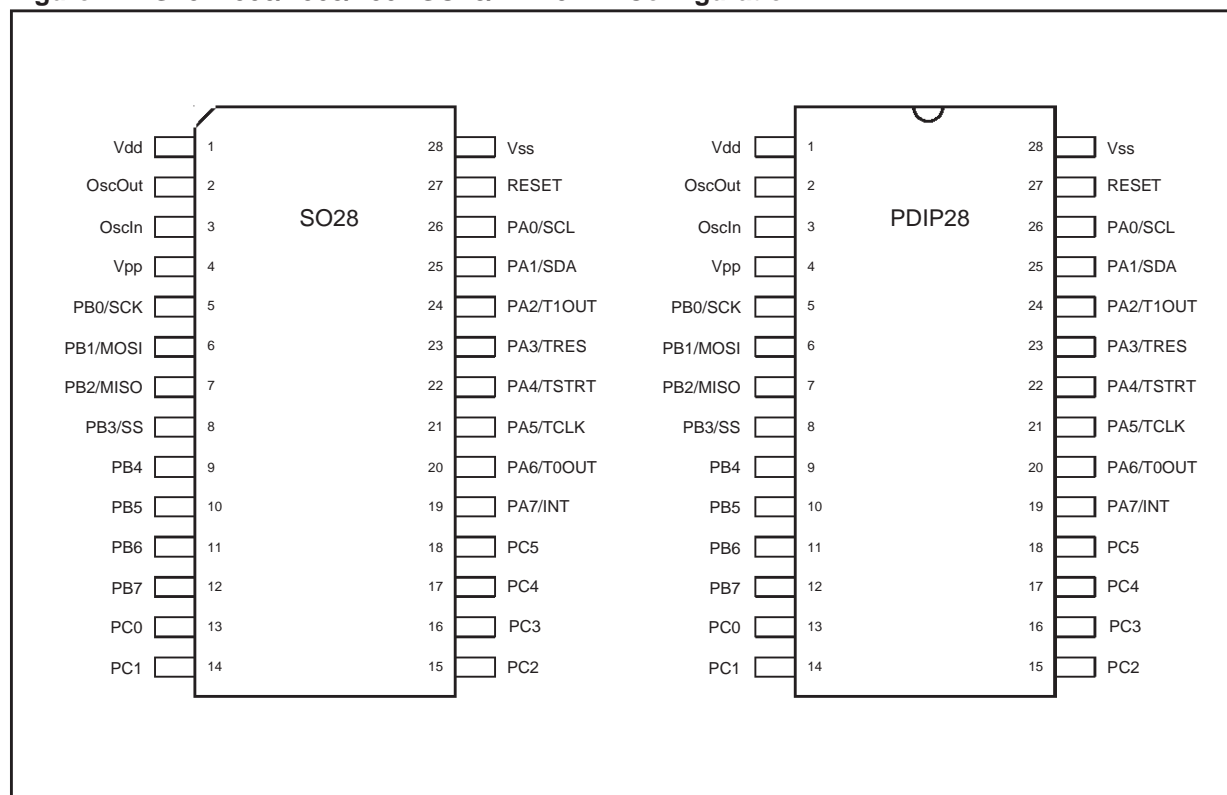 SO28
Vdd 1 28 Vss
OscOut 2 27 RESET
OscIn 3 26 PA0/SCL
Vpp 4 25 PA1/SDA
PB0/SCK 5 24 PA2/T1OUT
PB1/MOSI 6 23 PA3/TRES
PB2/MISO 7 22 PA4/TSTRT
PB3/SS 8 21 PA5/TCLK
PB4 9 20 PA6/T0OUT
PB5 10 19 PA7/INT
PB6 11 18 PC5
PB7 12 17 PC4
PC0 13 16 PC3
PC1 14 15 PC2
PDIP28
Vdd 1 28 Vss
OscOut 2 27 RESET
OscIn 3 26 PA0/SCL
Vpp 4 25 PA1/SDA
PB0/SCK 5 24 PA2/T1OUT
PB1/MOSI 6 23 PA3/TRES
PB2/MISO 7 22 PA4/TSTRT
PB3/SS 8 21 PA5/TCLK
PB4 9 20 PA6/T0OUT
PB5 10 19 PA7/INT
PB6 11 18 PC5
PB7 12 17 PC4
PC0 13 16 PC3
PC1 14 15 PC2